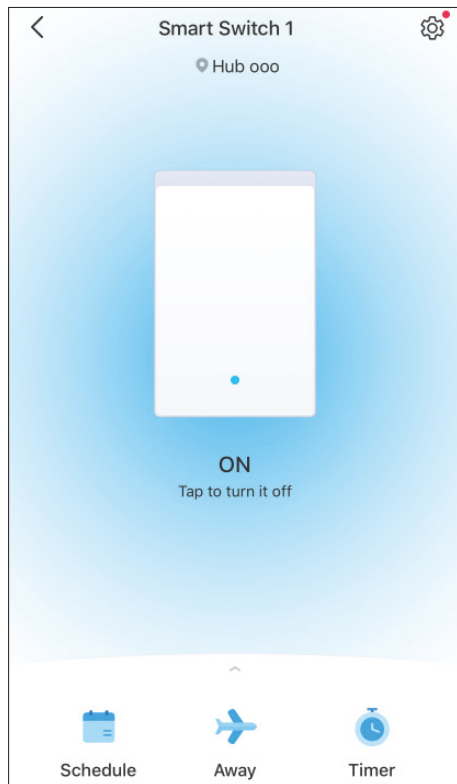 Smart Switch 1
Hub ooo
ON
Tap to turn it off
Schedule Away Timer